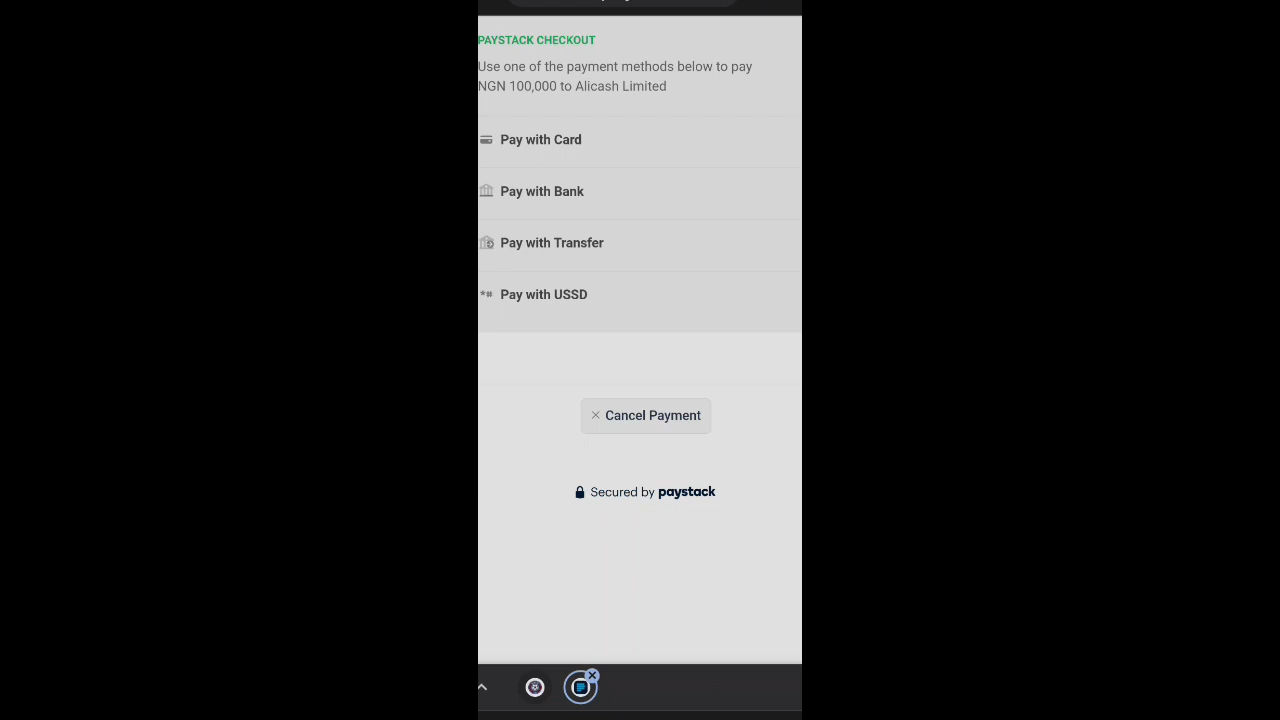 PAYSTACK CHECKOUT
Use one of the payment methods below to pay
NGN 100,000 to Alicash Limited
Pay with Card
Pay with Bank
Pay with Transfer
*# Pay with USSD
Cancel Payment
Secured by paystack